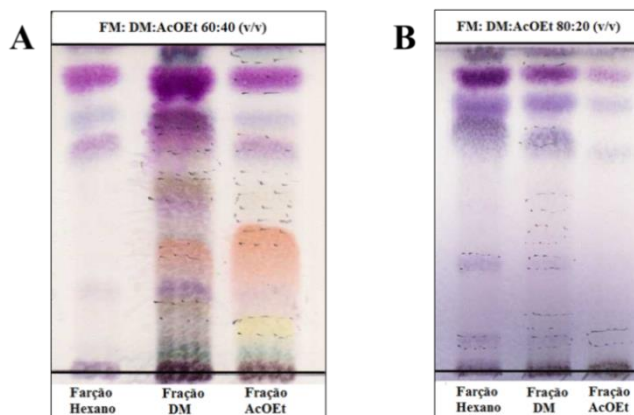 A
FM: DM:AcOEt 60:40 (v/v)
Farção Hexano
Fração DM
Fração AcOEt
B
FM: DM:AcOEt 80:20 (v/v)
Farção Hexano
Fração DM
Fração AcOEt